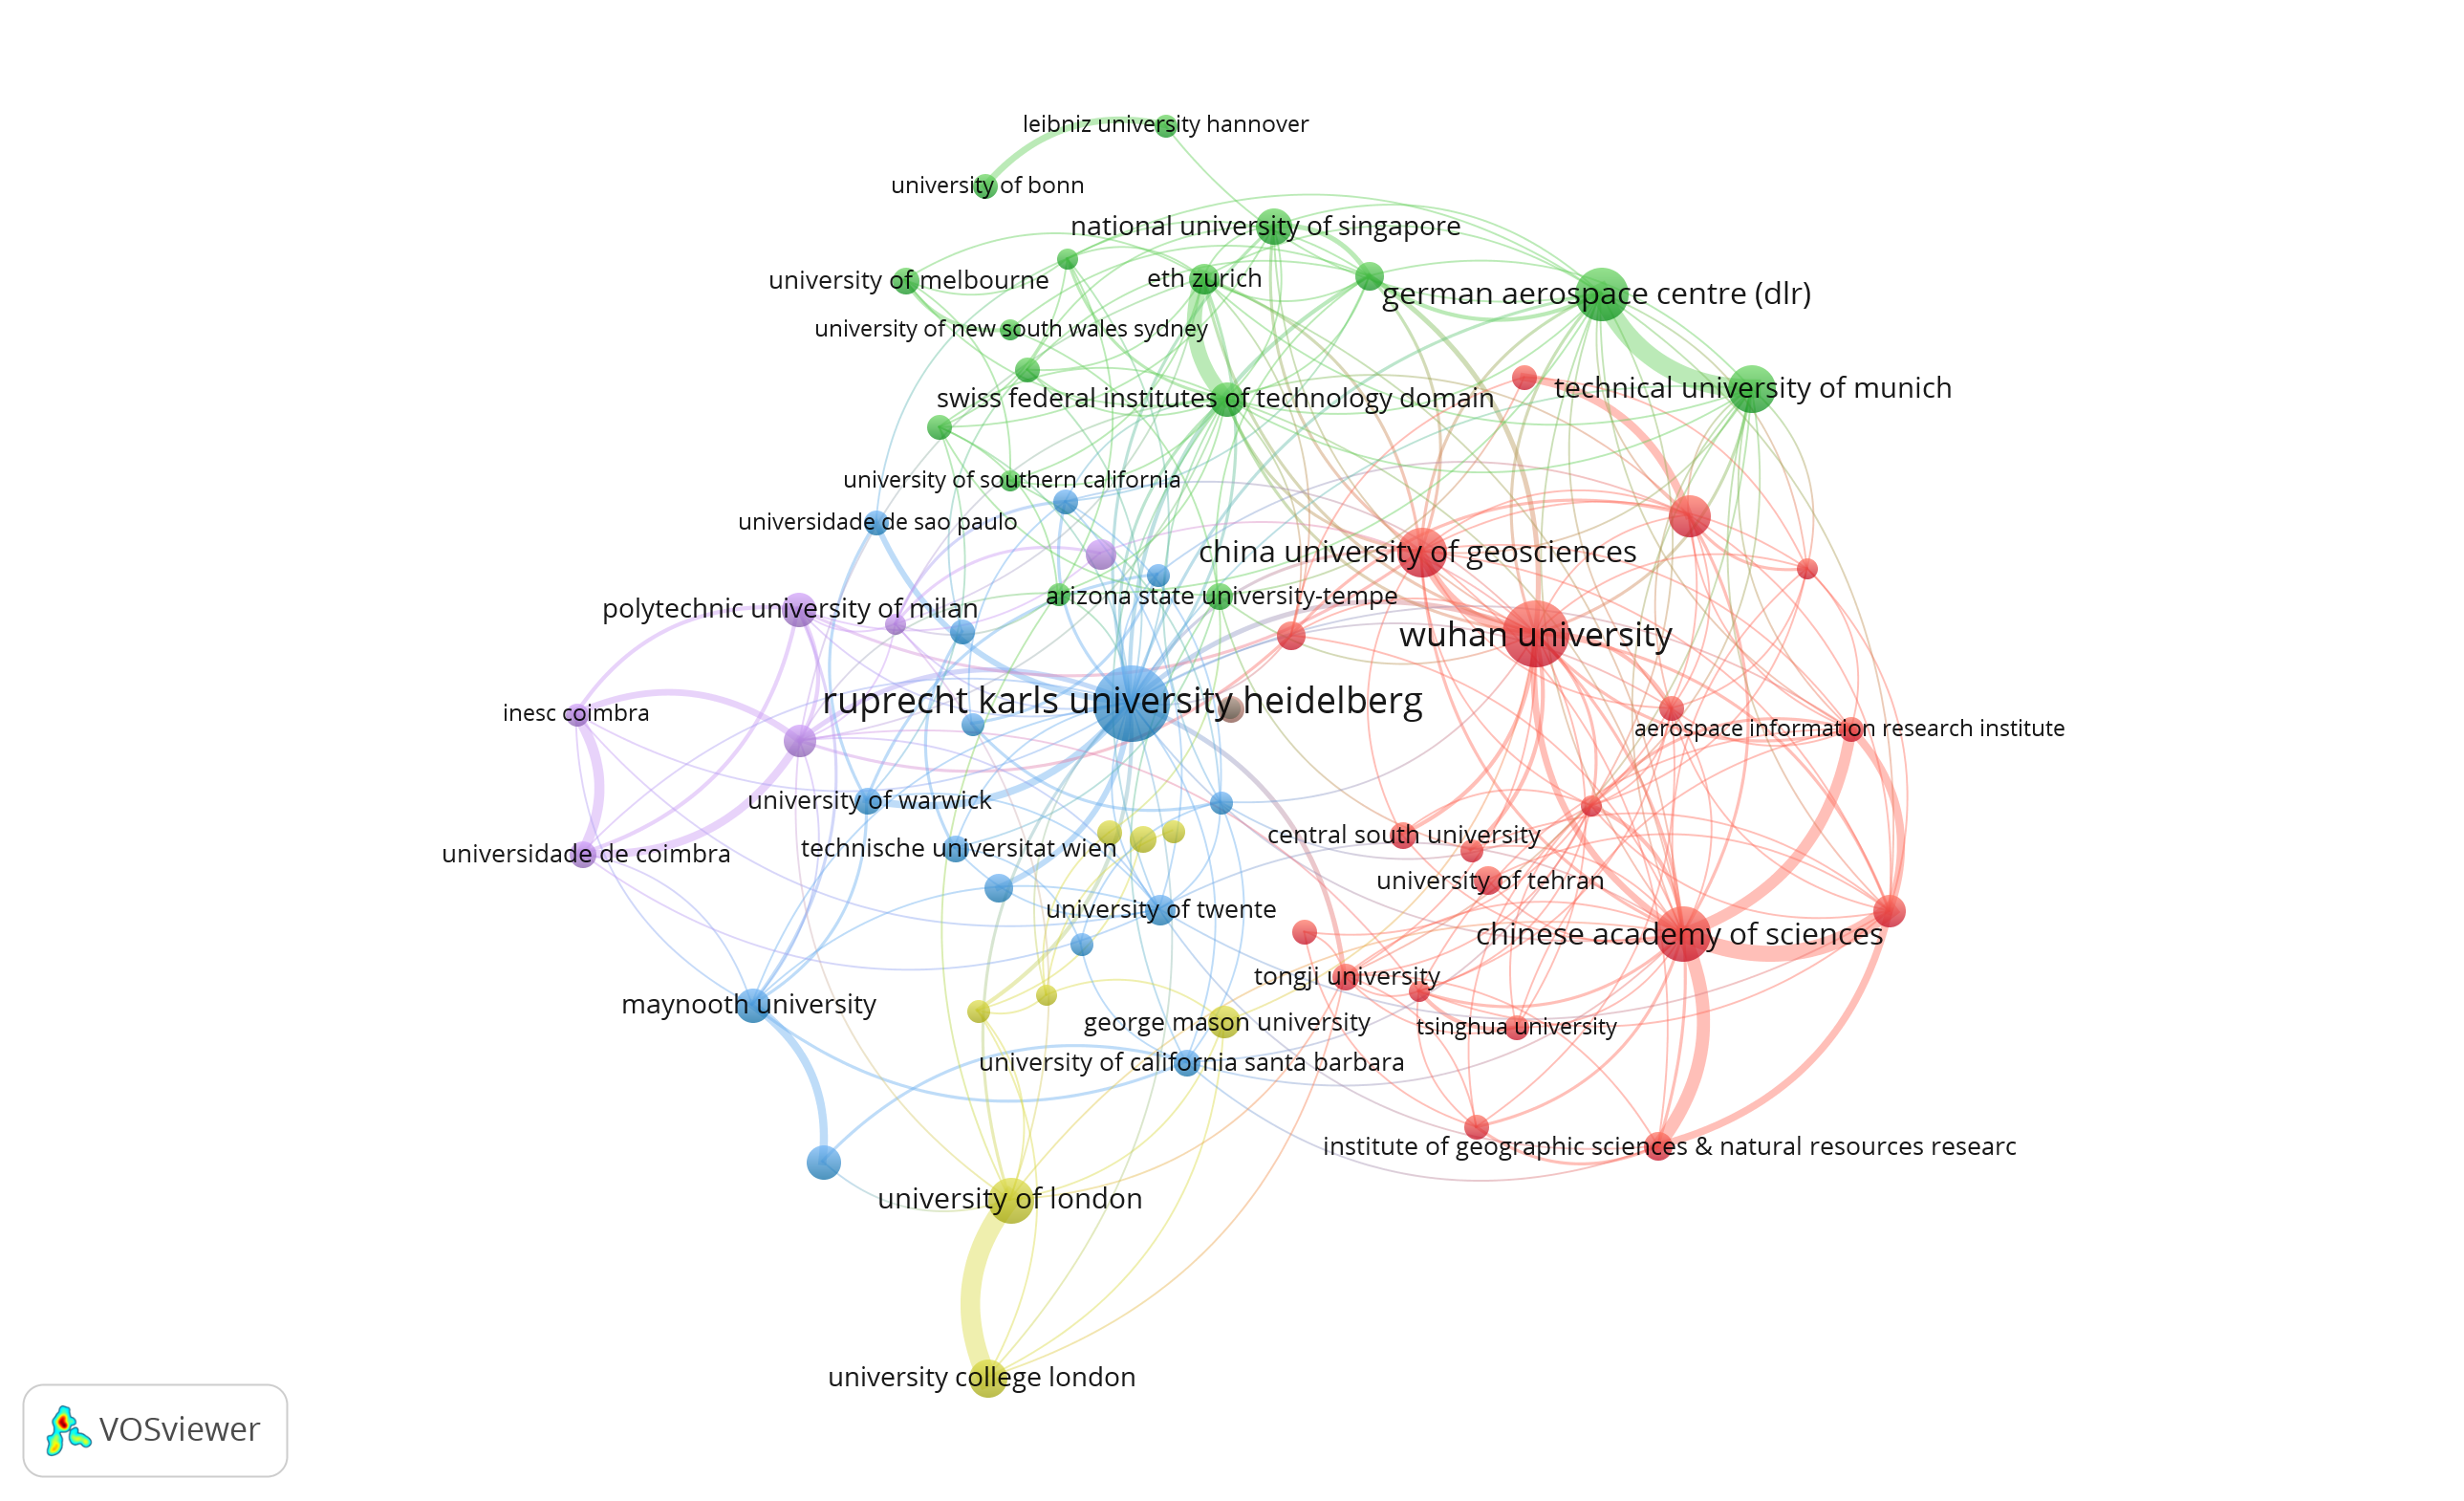 leibniz university hannover
university of bonn
national university of singapore
university of melbourne
eth zurich
german aerospace centre (dlr)
university of new south wales sydney
technical university of munich
swiss federal institutes of technology domain
university of southern california
universidade de sao paulo
china university of geosciences
arizona state university-tempe
polytechnic university of milan
wuhan university
ruprecht karls university heidelberg
inesc coimbra
aerospace information research institute
university of warwick
central south university
technische universitat wien
universidade de coimbra
university of tehran
university of twente
chinese academy of sciences
tongji university
maynooth university
george mason university
tsinghua university
university of california santa barbara
institute of geographic sciences & natural resources researc
university of london
university college london
VOSviewer